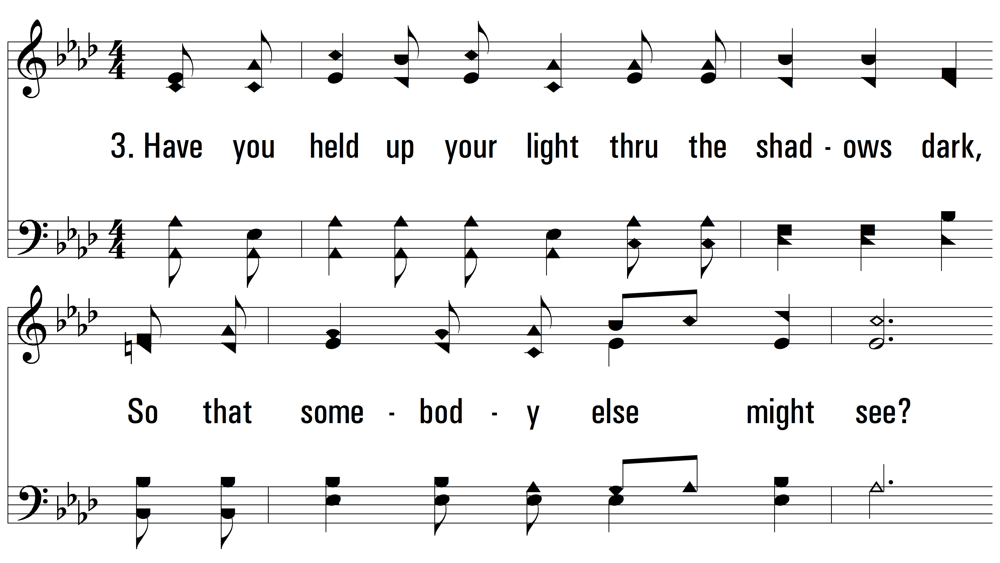 3. Have you held up your light thru the shad - ows dark,
So that some - bod - y else might see?